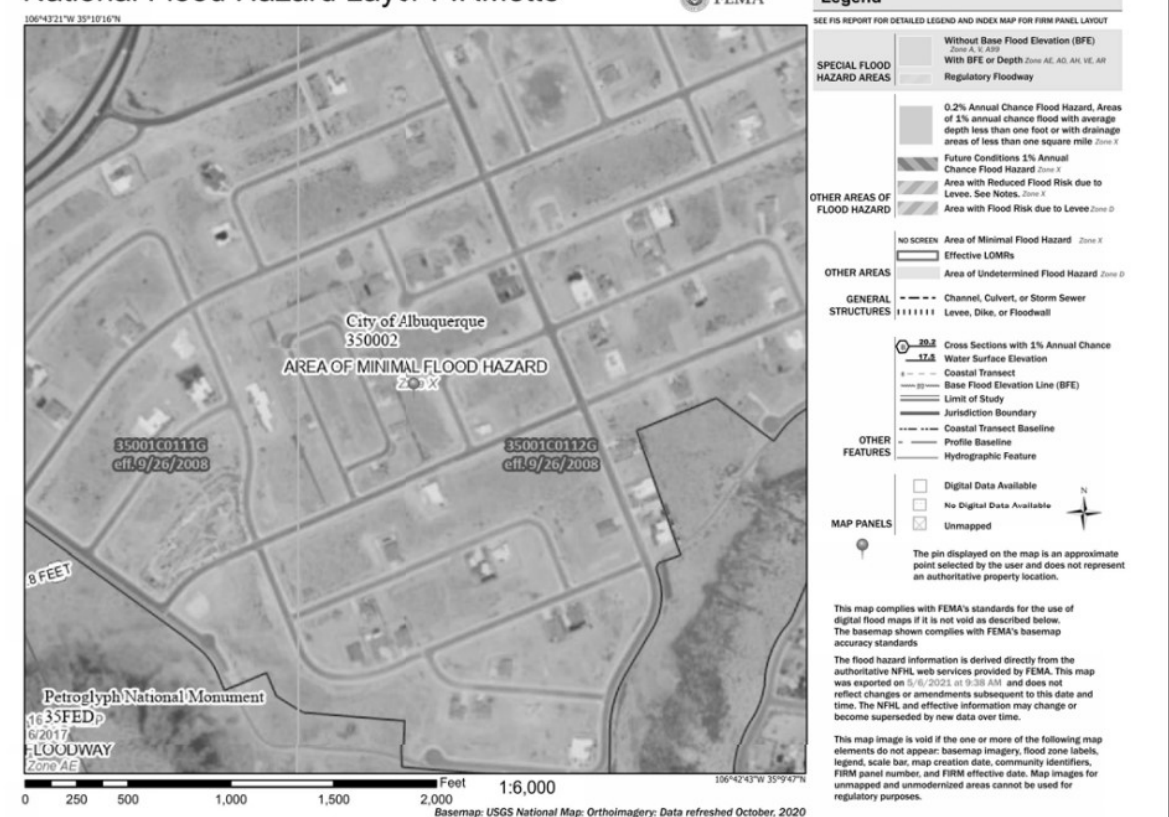 FEMA
Legend
106°43'21"W 35°10'16"N
SEE FIS REPORT FOR DETAILED LEGEND AND INDEX MAP FOR FIRM PANEL LAYOUT
SPECIAL FLOOD
HAZARD AREAS
Without Base Flood Elevation (BFE)
Zone A, V, A99
With BFE or Depth Zone AE, AO, AH, VE, AR
Regulatory Floodway
0.2% Annual Chance Flood Hazard, Areas
of 1% annual chance flood with average
depth less than one foot or with drainage
areas of less than one square mile Zone X
Future Conditions 1% Annual
Chance Flood Hazard Zone X
Area with Reduced Flood Risk due to
Levee. See Notes. Zone X
Area with Flood Risk due to Levee Zone D
OTHER AREAS OF
FLOOD HAZARD
NO SCREEN Area of Minimal Flood Hazard Zone X
Effective LOMRs
OTHER AREAS
Area of Undetermined Flood Hazard Zone D
GENERAL
STRUCTURES
Channel, Culvert, or Storm Sewer
Levee, Dike, or Floodwall
B 20.2 Cross Sections with 1% Annual Chance
17.5 Water Surface Elevation
Coastal Transect
Base Flood Elevation Line (BFE)
Limit of Study
Jurisdiction Boundary
Coastal Transect Baseline
OTHER
FEATURES
Profile Baseline
Hydrographic Feature
Digital Data Available
No Digital Data Available
Unmapped
MAP PANELS
N
The pin displayed on the map is an approximate
point selected by the user and does not represent
an authoritative property location.
This map complies with FEMA's standards for the use of
digital flood maps if it is not void as described below.
The basemap shown complies with FEMA's basemap
accuracy standards
The flood hazard information is derived directly from the
authoritative NFHL web services provided by FEMA. This map
was exported on 5/6/2021 at 9:38 AM and does not
reflect changes or amendments subsequent to this date and
time. The NFHL and effective information may change or
become superseded by new data over time.
This map image is void if the one or more of the following map
elements do not appear: basemap imagery, flood zone labels,
legend, scale bar, map creation date, community identifiers,
FIRM panel number, and FIRM effective date. Map images for
unmapped and unmodernized areas cannot be used for
regulatory purposes.
City of Albuquerque
350002
AREA OF MINIMAL FLOOD HAZARD
Zone X
35001C0111G
eff. 9/26/2008
35001C0112G
eff. 9/26/2008
.8 FEET
Petroglyph National Monument
35FED
6/2017
FLOODWAY
Zone AE
106°42'43"W 35°9'47"N
Feet
1:6,000
0 250 500 1,000 1,500 2,000
Basemap: USGS National Map: Orthoimagery: Data refreshed October, 2020